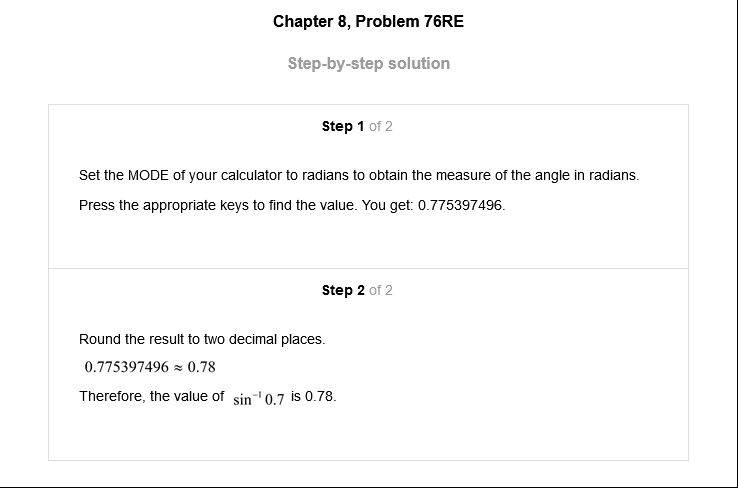 Chapter 8, Problem 76RE
Step-by-step solution
Step 1 of 2
Set the MODE of your calculator to radians to obtain the measure of the angle in radians.
Press the appropriate keys to find the value. You get: 0.775397496.
Step 2 of 2
Round the result to two decimal places.
0.775397496 ≈ 0.78
Therefore, the value of sin⁻¹ 0.7 is 0.78.